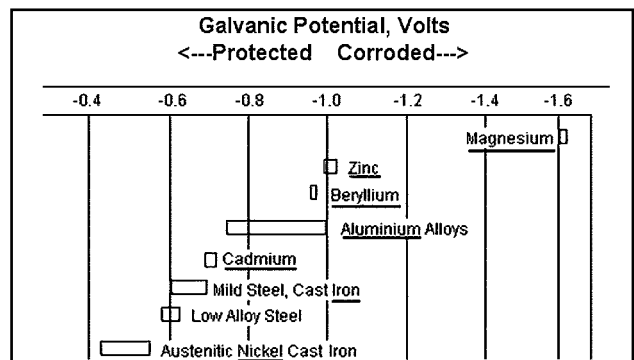 Galvanic Potential, Volts
<---Protected Corroded--->
-0.4 -0.6 -0.8 -1.0 -1.2 -1.4 -1.6
Magnesium
Zinc
Beryllium
Aluminium Alloys
Cadmium
Mild Steel, Cast Iron
Low Alloy Steel
Austenitic Nickel Cast Iron